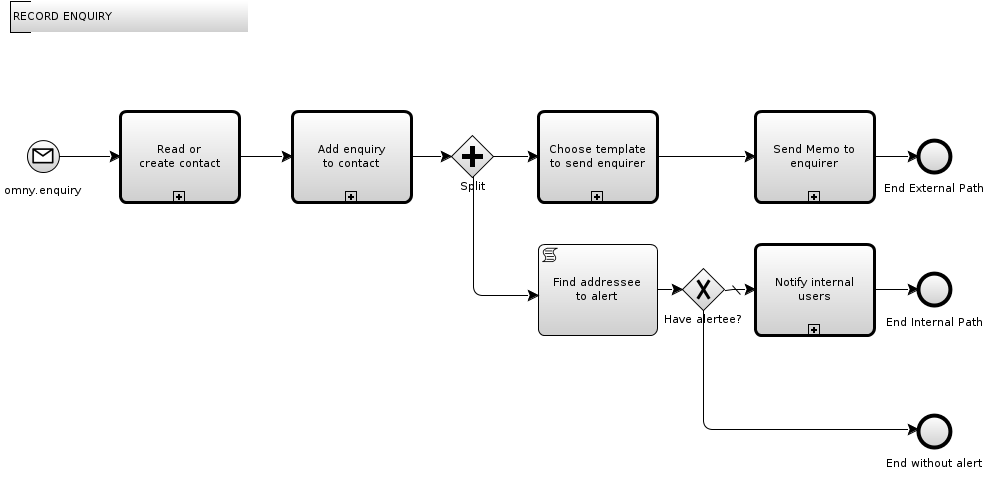 RECORD ENQUIRY
omny.enquiry
Read or
create contact
Add enquiry
to contact
Split
Choose template
to send enquirer
Send Memo to
enquirer
End External Path
Find addressee
to alert
Have alertee?
Notify internal
users
End Internal Path
End without alert